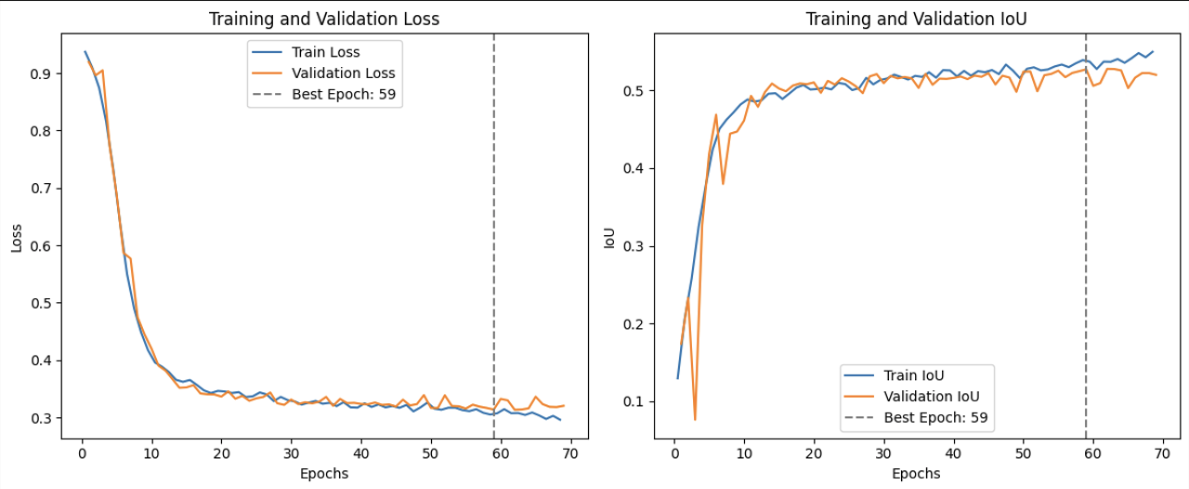 Training and Validation Loss
Train Loss
Validation Loss
Best Epoch: 59
0.9
0.8
0.7
0.6
0.5
0.4
0.3
Loss
0 10 20 30 40 50 60 70
Epochs
Training and Validation IoU
0.5
0.4
0.3
0.2
0.1
IoU
Train IoU
Validation IoU
Best Epoch: 59
0 10 20 30 40 50 60 70
Epochs